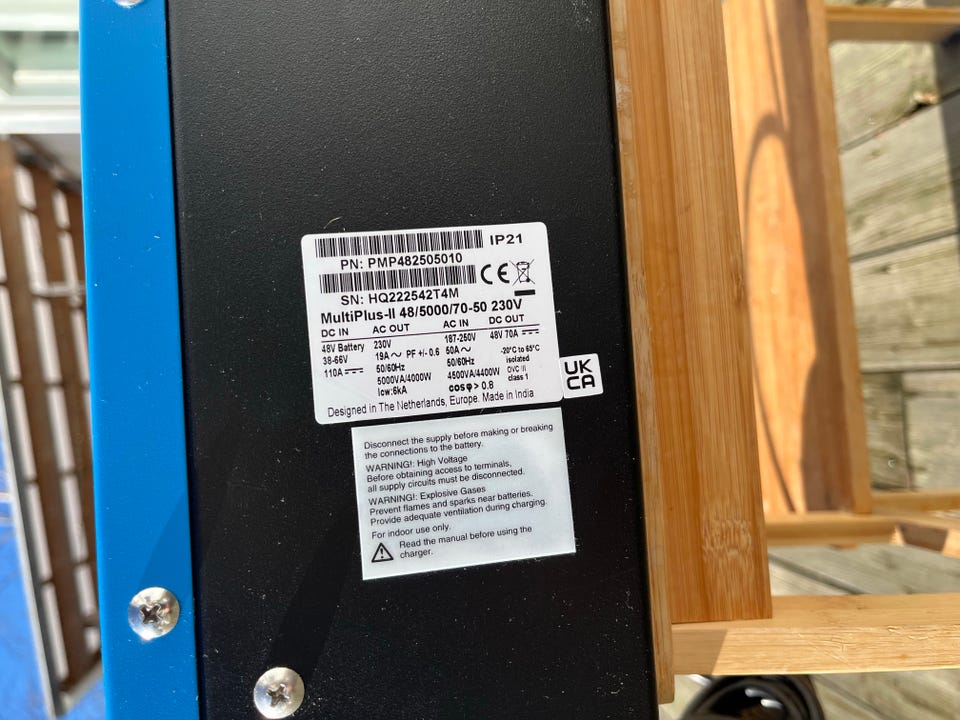 IP21
PN: PMP482505010
SN: HQ222542T4M
CE
MultiPlus-II 48/5000/70-50 230V
DC IN AC OUT AC IN DC OUT
48V Battery 230V 187-250V 48V 70A
38-66V 19A PF +/- 0.6 50A -20°C to 65°C
110A 50/60Hz 50/60Hz isolated
5000VA/4000W 4500VA/4400W OVC III
Icw:6kA cosφ > 0.8 class 1
Designed in The Netherlands, Europe. Made in India
UK
CA
Disconnect the supply before making or breaking
the connections to the battery.
WARNING!: High Voltage
Before obtaining access to terminals,
all supply circuits must be disconnected.
WARNING!: Explosive Gases
Prevent flames and sparks near batteries.
Provide adequate ventilation during charging.
For indoor use only.
Read the manual before using the
charger.